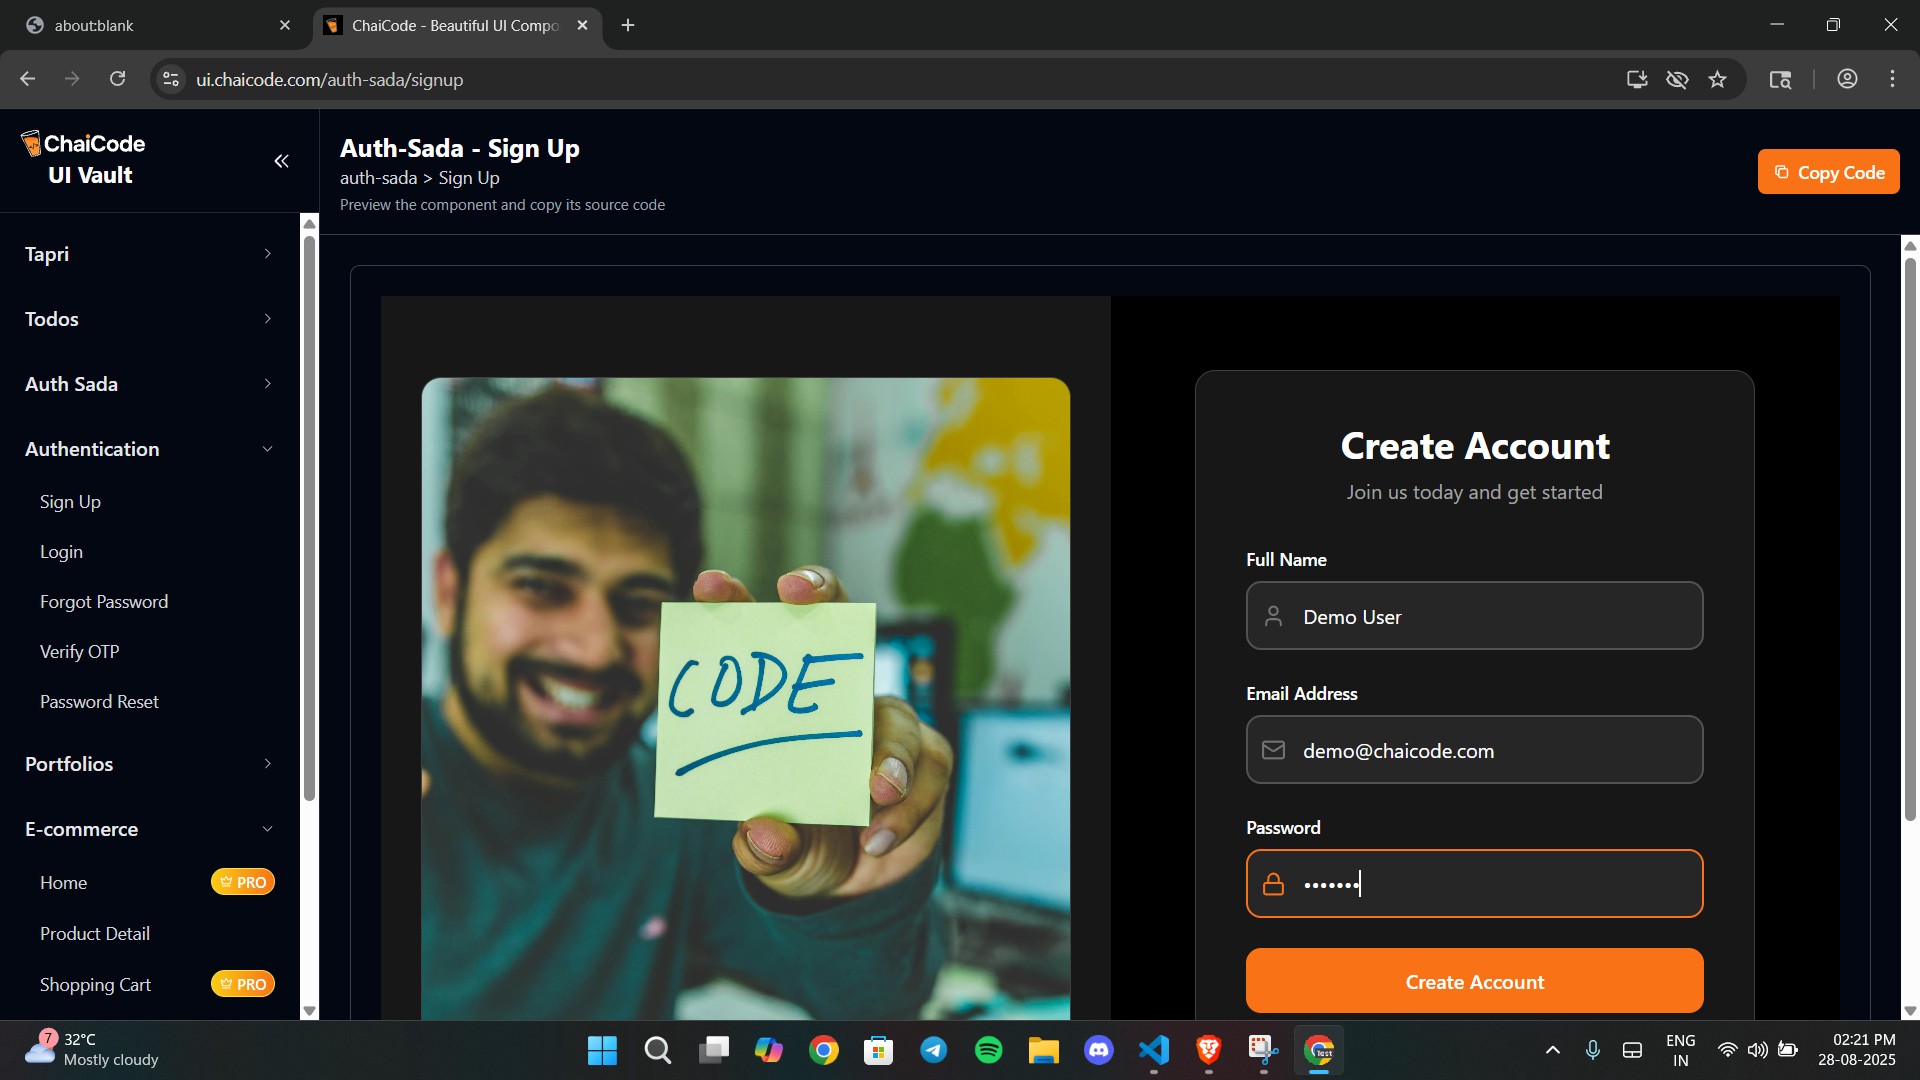 about:blank
ChaiCode - Beautiful UI Compo
ui.chaicode.com/auth-sada/signup
ChaiCode
UI Vault
Tapri
Todos
Auth Sada
Authentication
Sign Up
Login
Forgot Password
Verify OTP
Password Reset
Portfolios
E-commerce
Home
PRO
Product Detail
Shopping Cart
PRO
Auth-Sada - Sign Up
auth-sada > Sign Up
Preview the component and copy its source code
Copy Code
CODE
Create Account
Join us today and get started
Full Name
Demo User
Email Address
demo@chaicode.com
Password
•••••••
Create Account
7
32°C
Mostly cloudy
ENG
IN
02:21 PM
28-08-2025